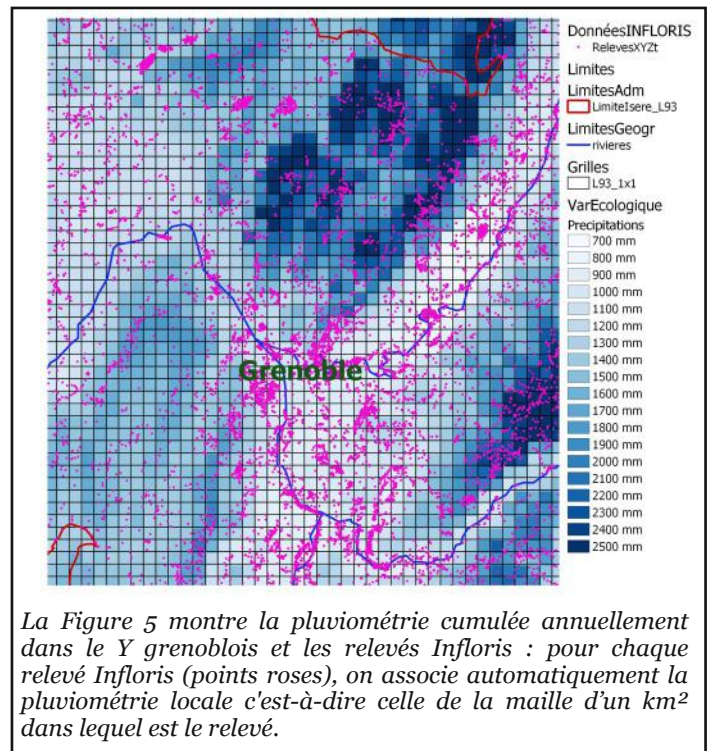 DonnéesINFLORIS
RelevesXYZt
Limites
LimitesAdm
LimiteIsere_L93
LimitesGeogr
rivieres
Grilles
L93_1x1
VarEcologique
Precipitations
700 mm
800 mm
900 mm
1000 mm
1100 mm
1200 mm
1300 mm
1400 mm
1500 mm
1600 mm
1700 mm
1800 mm
1900 mm
2000 mm
2100 mm
2200 mm
2300 mm
2400 mm
2500 mm
Grenoble
La Figure 5 montre la pluviométrie cumulée annuellement
dans le Y grenoblois et les relevés Infloris : pour chaque
relevé Infloris (points roses), on associe automatiquement la
pluviométrie locale c'est-à-dire celle de la maille d'un km²
dans lequel est le relevé.